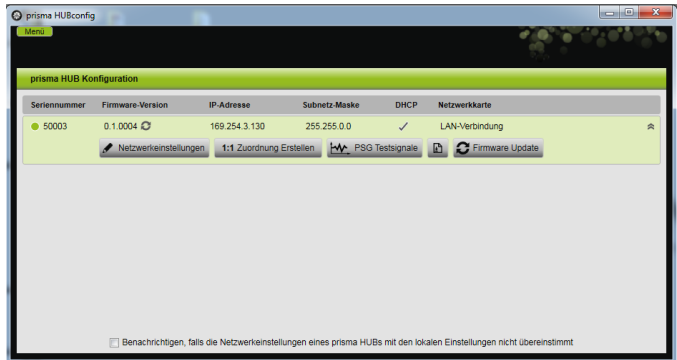 prisma HUBconfig
Menü
prisma HUB Konfiguration
Seriennummer Firmware-Version IP-Adresse Subnetz-Maske DHCP Netzwerkkarte
50003 0.1.0004 169.254.3.130 255.255.0.0 LAN-Verbindung
Netzwerkeinstellungen 1:1 Zuordnung Erstellen PSG Testsignale Firmware Update
Benachrichtigen, falls die Netzwerkeinstellungen eines prisma HUBs mit den lokalen Einstellungen nicht übereinstimmt